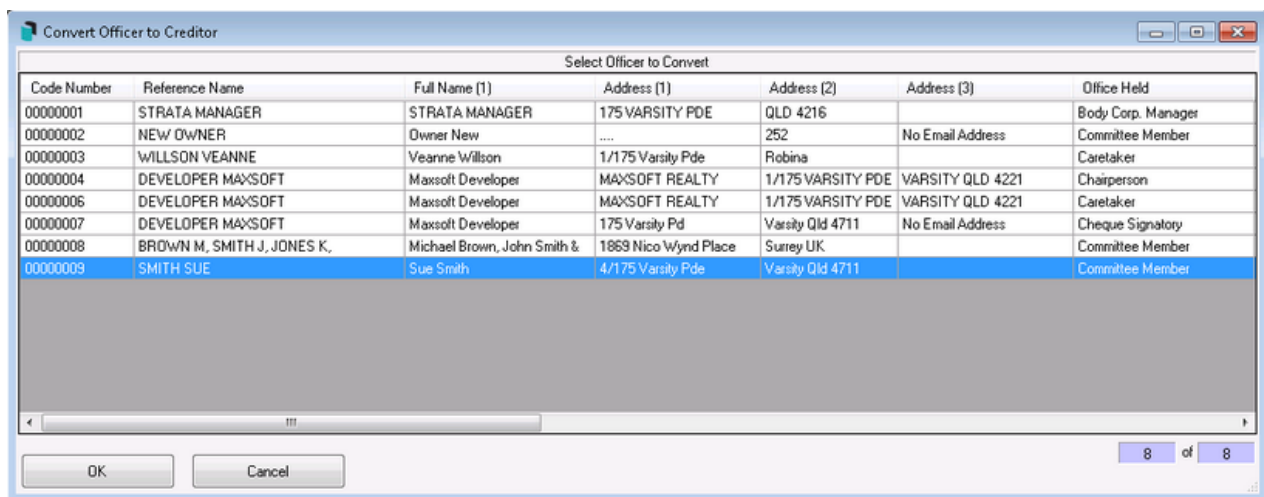 Convert Officer to Creditor
Select Officer to Convert
Code Number Reference Name Full Name (1) Address (1) Address (2) Address (3) Office Held
00000001 STRATA MANAGER STRATA MANAGER 175 VARSITY PDE QLD 4216 Body Corp. Manager
00000002 NEW OWNER Owner New .... 252 No Email Address Committee Member
00000003 WILLSON VEANNE Veanne Willson 1/175 Varsity Pde Robina Caretaker
00000004 DEVELOPER MAXSOFT Maxsoft Developer MAXSOFT REALTY 1/175 VARSITY PDE VARSITY QLD 4221 Chairperson
00000006 DEVELOPER MAXSOFT Maxsoft Developer MAXSOFT REALTY 1/175 VARSITY PDE VARSITY QLD 4221 Caretaker
00000007 DEVELOPER MAXSOFT Maxsoft Developer 175 Varsity Pd Varsity Qld 4711 No Email Address Cheque Signatory
00000008 BROWN M, SMITH J, JONES K, Michael Brown, John Smith & 1869 Nico Wynd Place Surrey UK Committee Member
00000009 SMITH SUE Sue Smith 4/175 Varsity Pde Varsity Qld 4711 Committee Member
8 of 8
OK Cancel